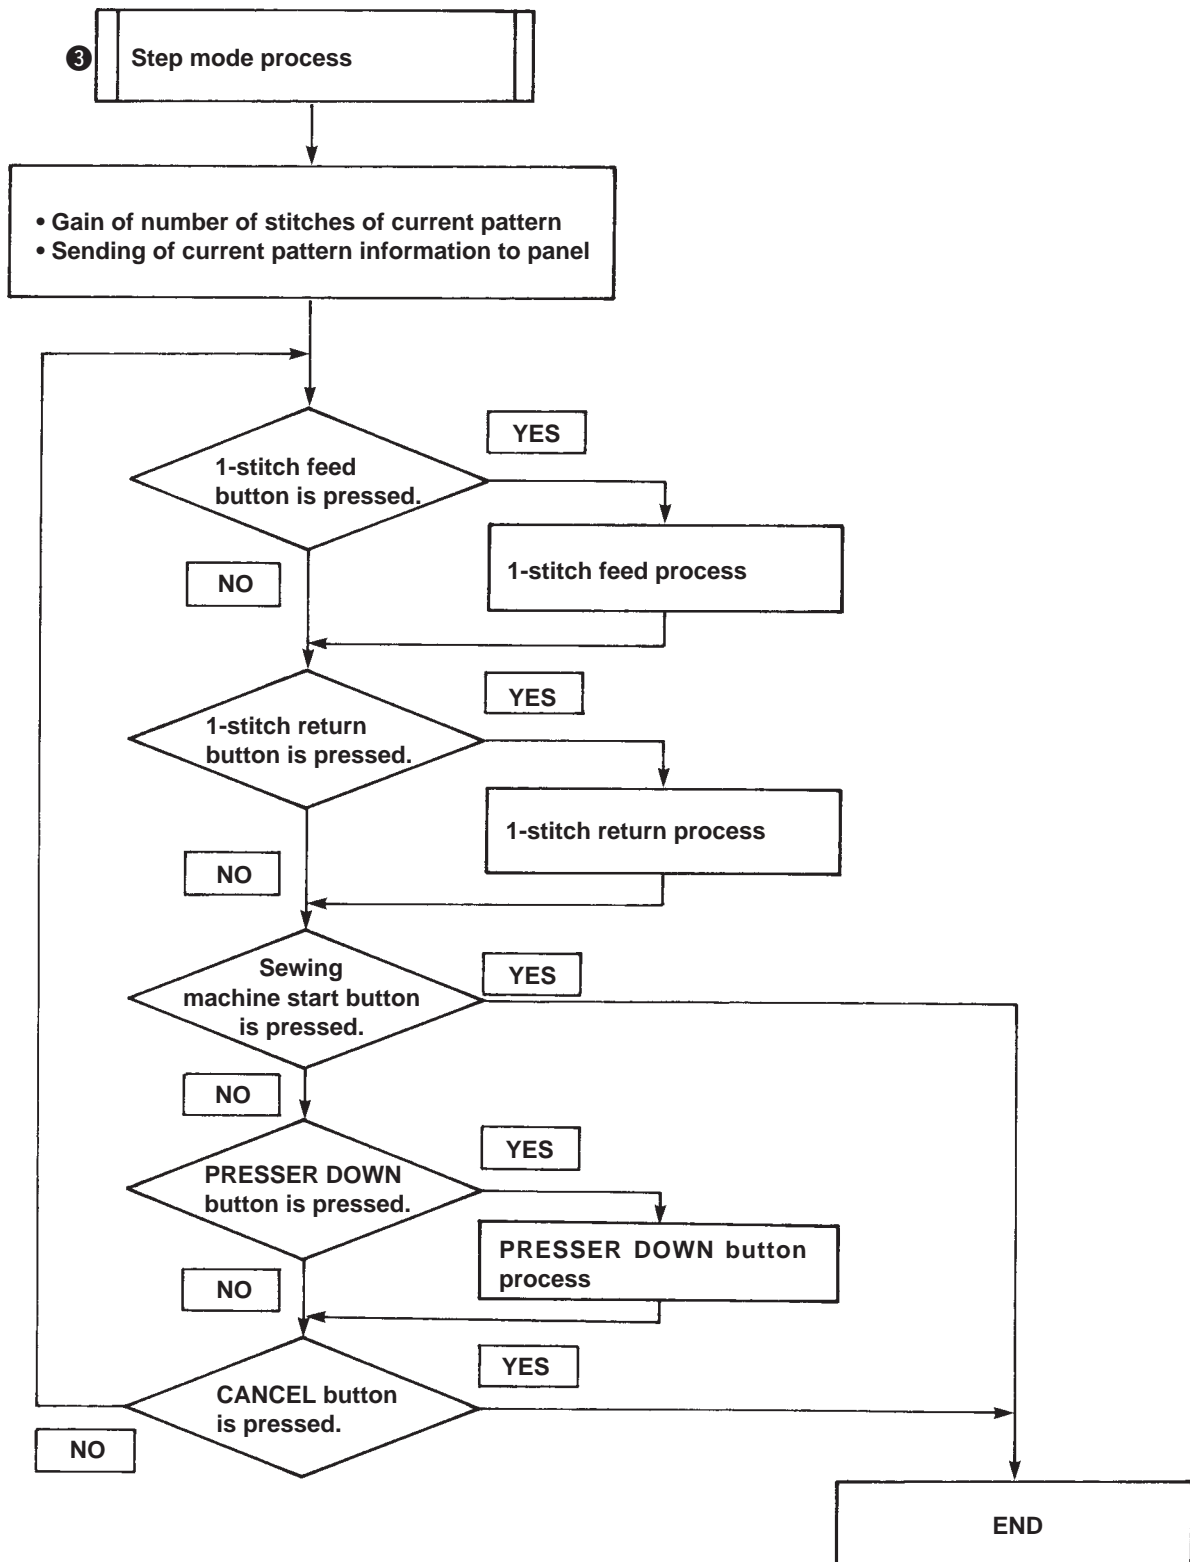 ❸ Step mode process
• Gain of number of stitches of current pattern
• Sending of current pattern information to panel
YES
1-stitch feed
button is pressed.
1-stitch feed process
NO
YES
1-stitch return
button is pressed.
1-stitch return process
NO
YES
Sewing
machine start button
is pressed.
NO
YES
PRESSER DOWN
button is pressed.
PRESSER DOWN button
process
NO
YES
CANCEL button
is pressed.
NO
END